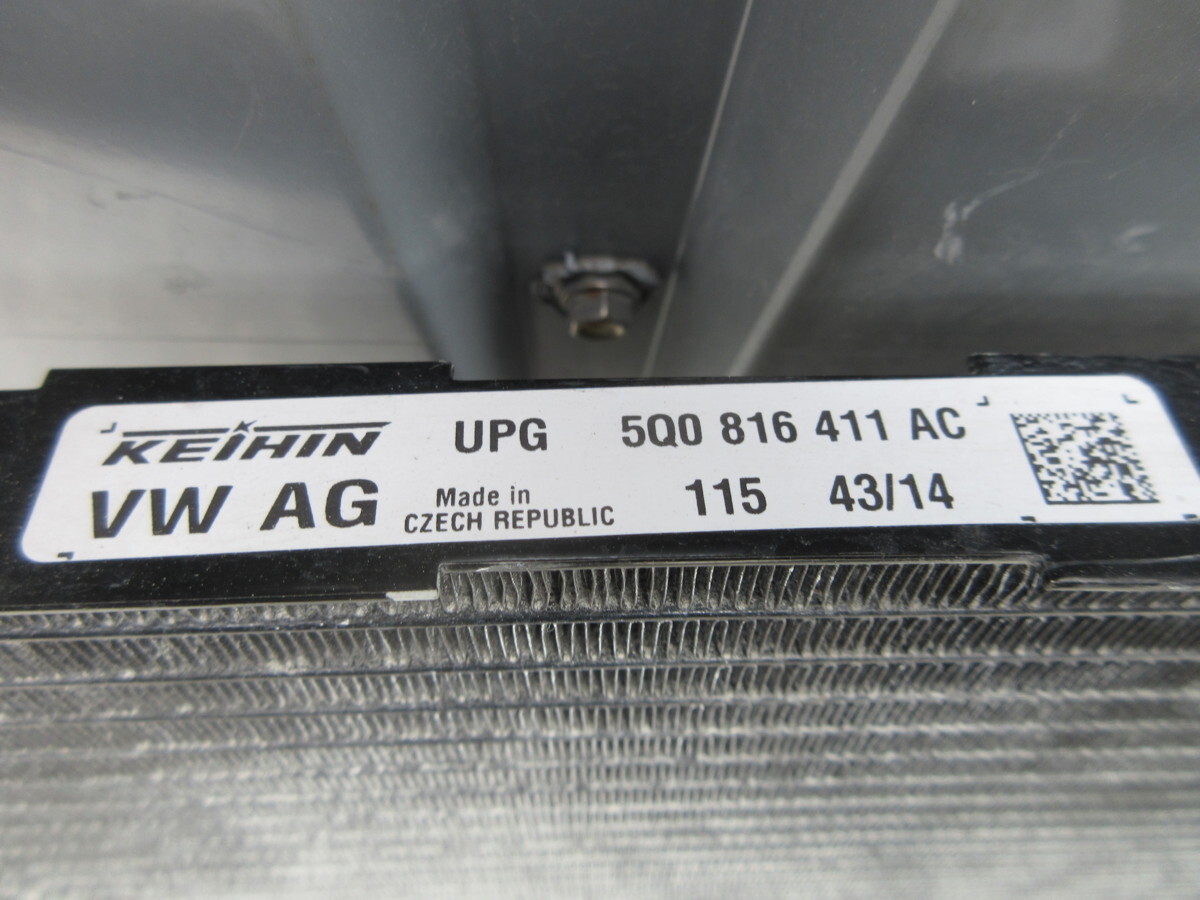 KEIHIN UPG 5Q0 816 411 AC
VW AG Made in CZECH REPUBLIC 115 43/14